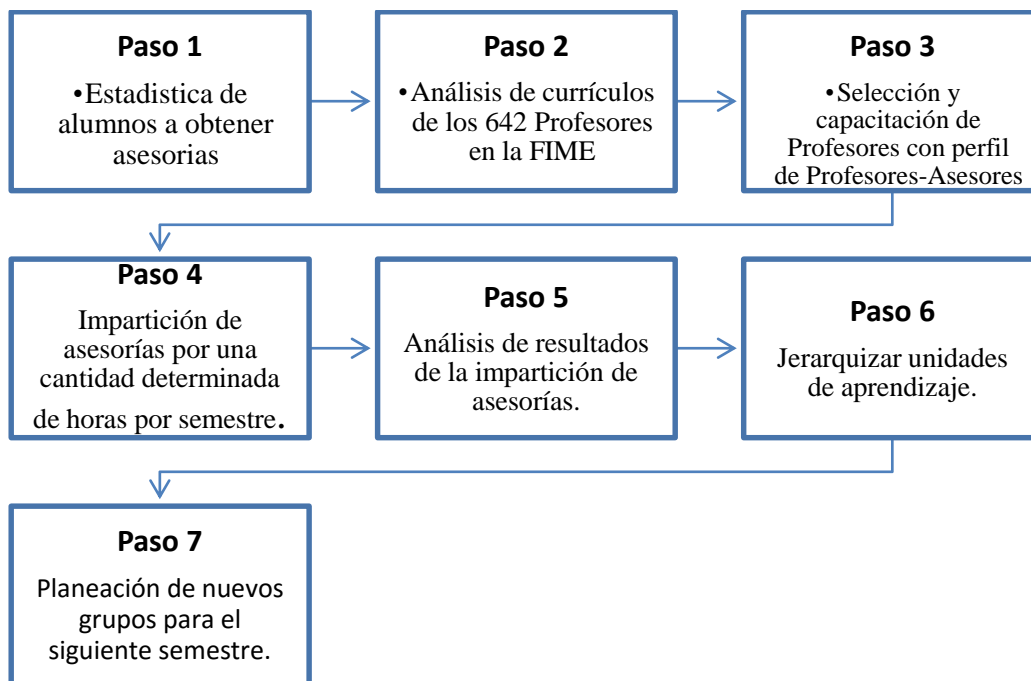 Paso 1
•Estadistica de
alumnos a obtener
asesorias
Paso 2
•Análisis de currículos
de los 642 Profesores
en la FIME
Paso 3
•Selección y
capacitación de
Profesores con perfil
de Profesores-Asesores
Paso 4
Impartición de
asesorías por una
cantidad determinada
de horas por semestre.
Paso 5
Análisis de resultados
de la impartición de
asesorías.
Paso 6
Jerarquizar unidades
de aprendizaje.
Paso 7
Planeación de nuevos
grupos para el
siguiente semestre.